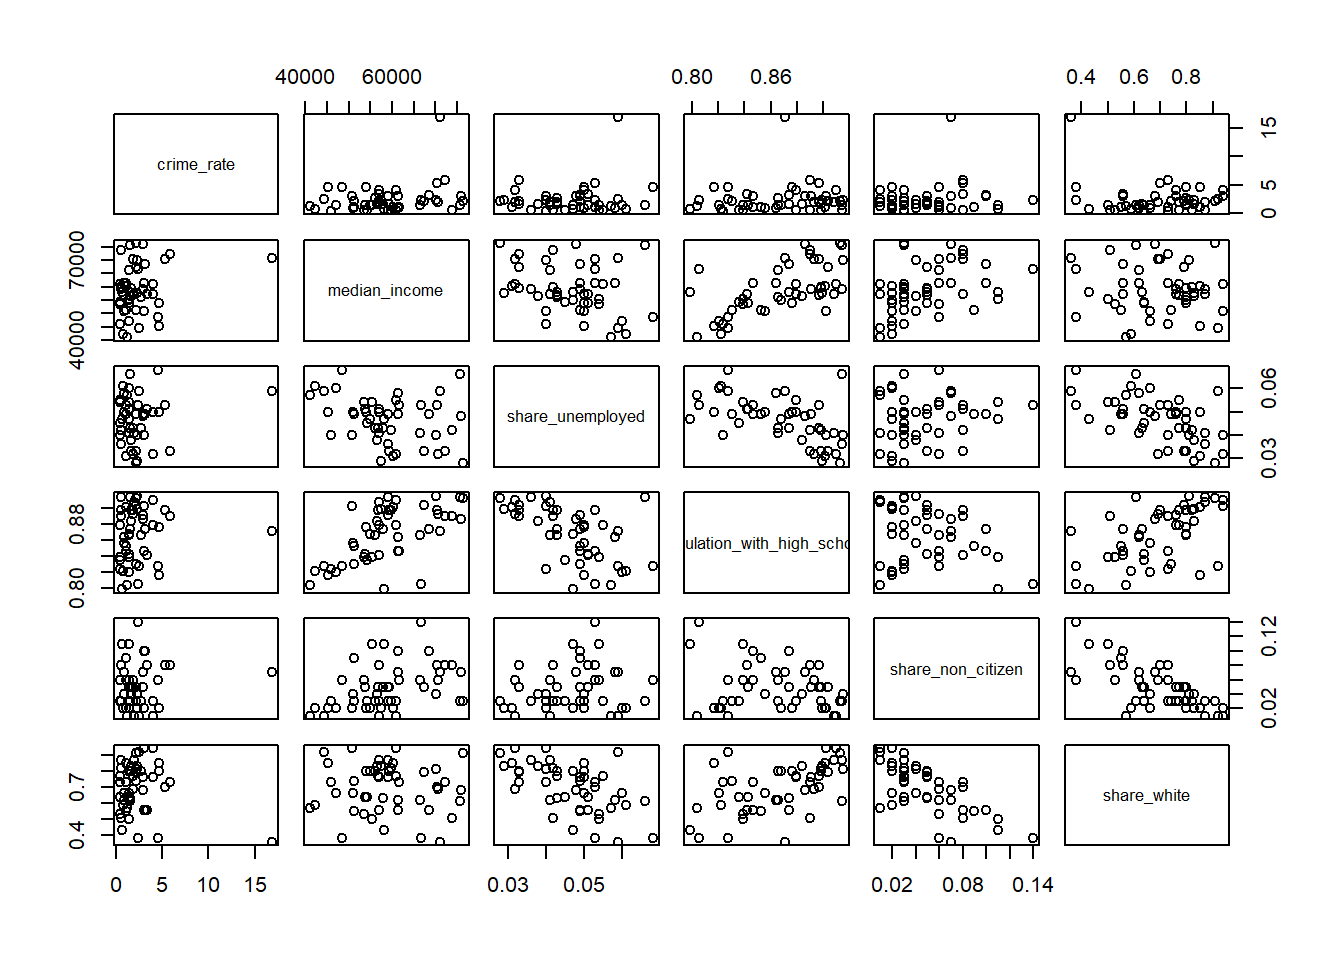 40000 60000 0.80 0.86 0.4 0.6 0.8
crime_rate
0 5 15
40000 70000
median_income
share_unemployed
0.03 0.06
0.80 0.88
ulation_with_high_scho
share_non_citizen
0.02 0.12
0.4 0.7
share_white
0 5 10 15 0.03 0.05 0.02 0.08 0.14